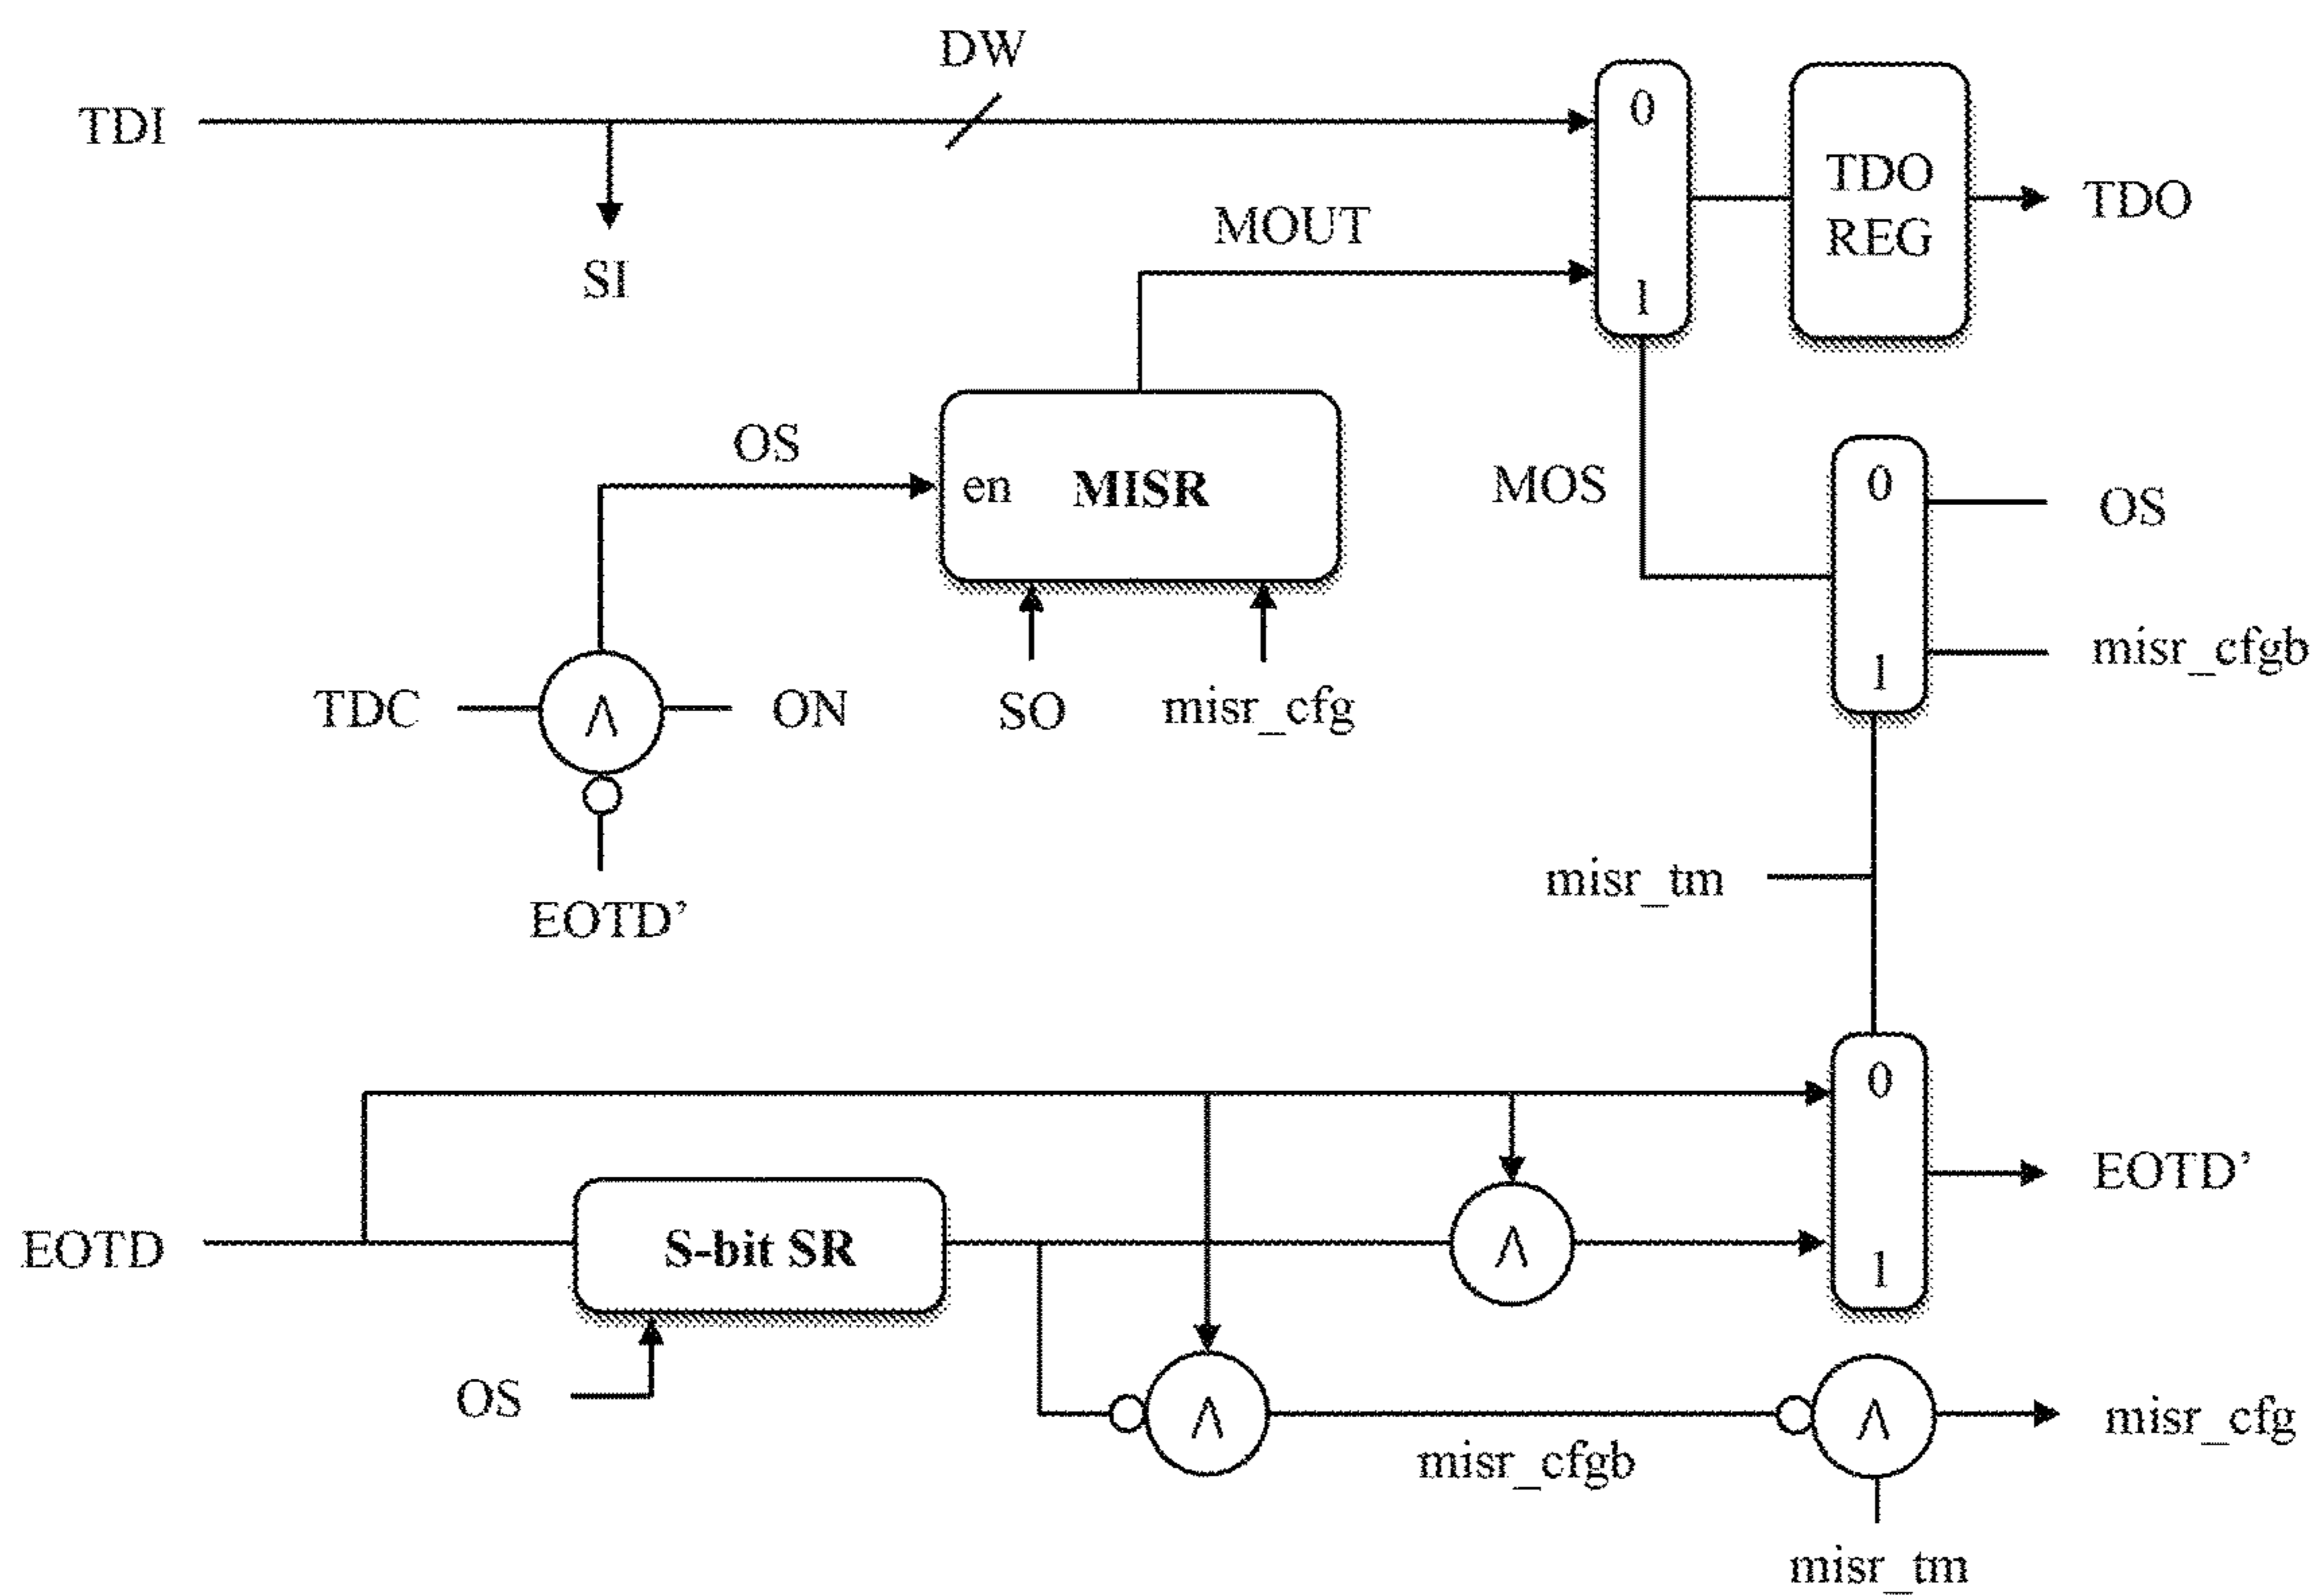 DW
TDI
0
TDO
REG
TDO
MOUT
SI
1
OS
en
MISR
MOS
0
OS
misr_cfgb
1
TDC
Λ
ON
SO
misr_cfg
EOTD’
misr_tm
0
EOTD’
EOTD
S-bit SR
Λ
1
OS
Λ
misr_cfgb
Λ
misr_cfg
misr_tm